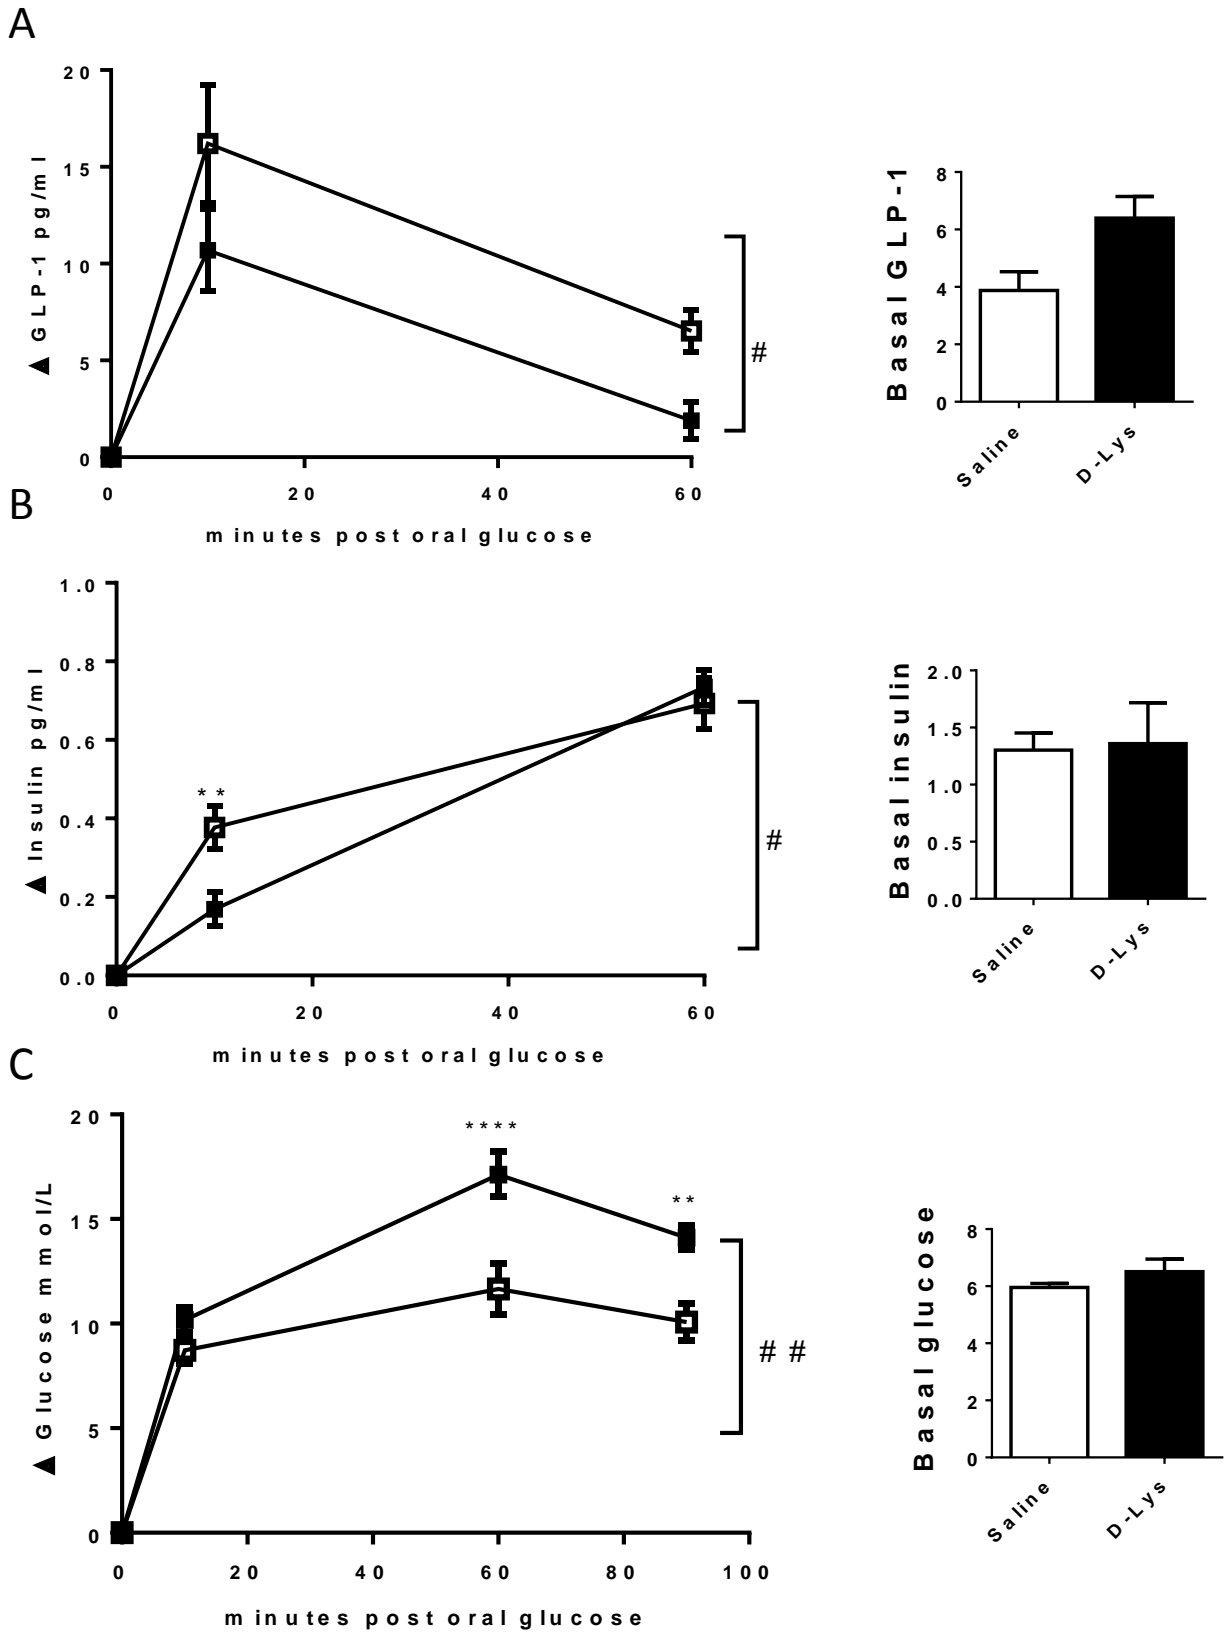 A
20
15
10
5
0
▲ GLP-1 pg/ml
0 20 40 60
minutes post oral glucose
#
Basal GLP-1
8
6
4
2
0
Saline
D-Lys
B
1.0
0.8
0.6
0.4
0.2
0.0
▲ Insulin pg/ml
**
0 20 40 60
minutes post oral glucose
#
Basal insulin
2.0
1.5
1.0
0.5
0.0
Saline
D-Lys
C
20
15
10
5
0
▲ Glucose mmol/L
****
**
0 20 40 60 80 100
minutes post oral glucose
##
Basal glucose
8
6
4
2
0
Saline
D-Lys